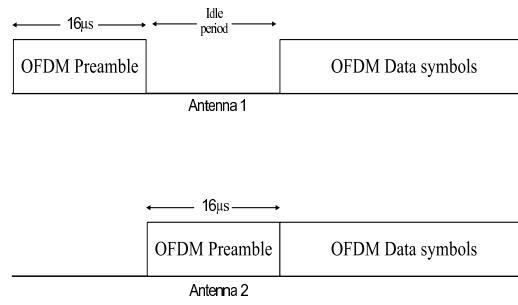 16μs
Idle
period
OFDM Preamble
OFDM Data symbols
Antenna 1
16μs
OFDM Preamble
OFDM Data symbols
Antenna 2